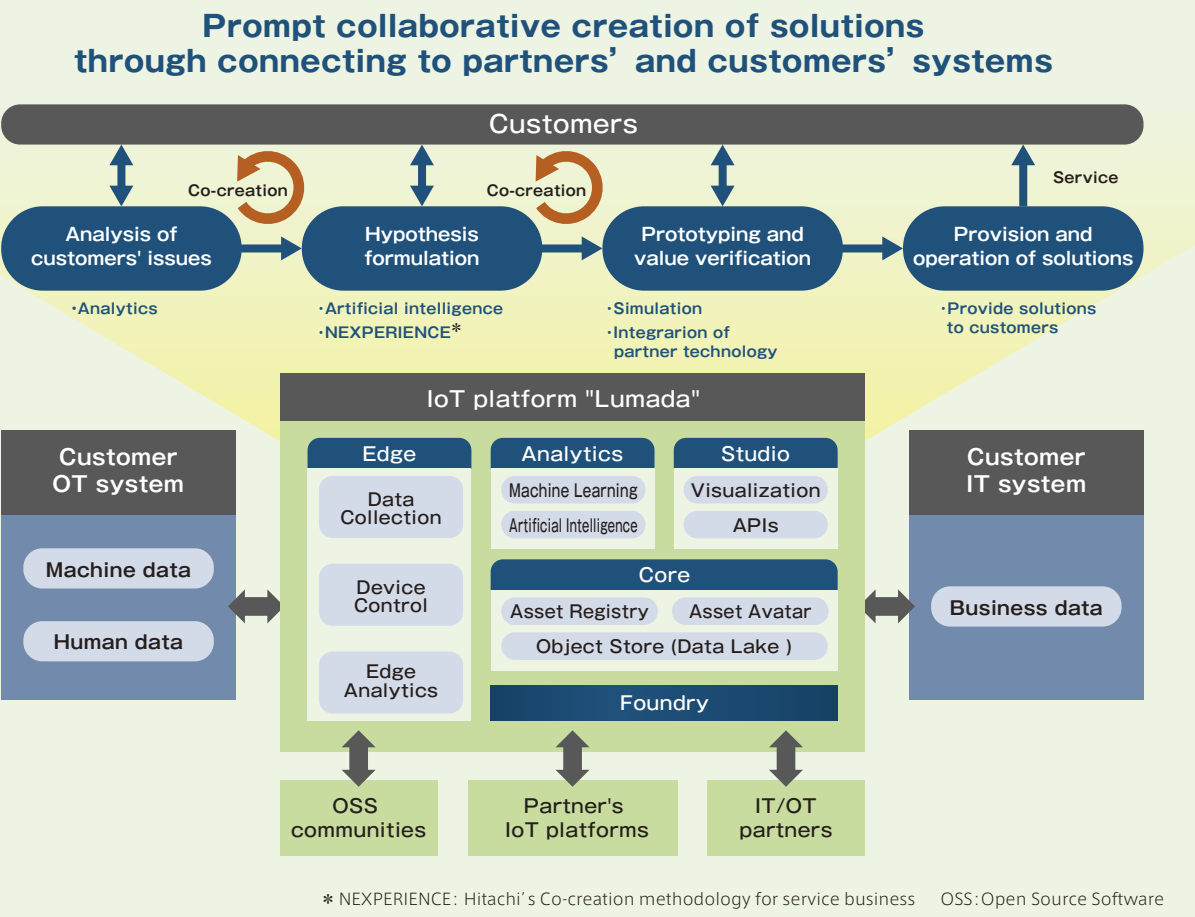 Prompt collaborative creation of solutions
through connecting to partners’ and customers’ systems
Customers
Co-creation
Co-creation
Service
Analysis of
customers' issues
Hypothesis
formulation
Prototyping and
value verification
Provision and
operation of solutions
・Analytics
・Artificial intelligence
・NEXPERIENCE*
・Simulation
・Integrarion of
partner technology
・Provide solutions
to customers
IoT platform "Lumada"
Customer
OT system
Machine data
Human data
Edge
Data
Collection
Device
Control
Edge
Analytics
Analytics
Machine Learning
Artificial Intelligence
Studio
Visualization
APIs
Core
Asset Registry
Asset Avatar
Object Store (Data Lake )
Foundry
Customer
IT system
Business data
OSS
communities
Partner's
IoT platforms
IT/OT
partners
* NEXPERIENCE: Hitachi´s Co-creation methodology for service business OSS:Open Source Software